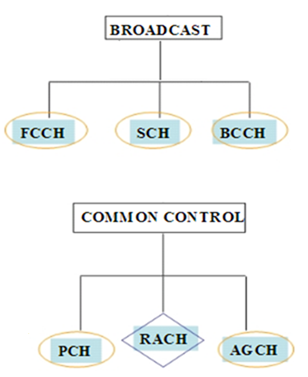 BROADCAST
FCCH SCH BCCH
COMMON CONTROL
PCH RACH AGCH